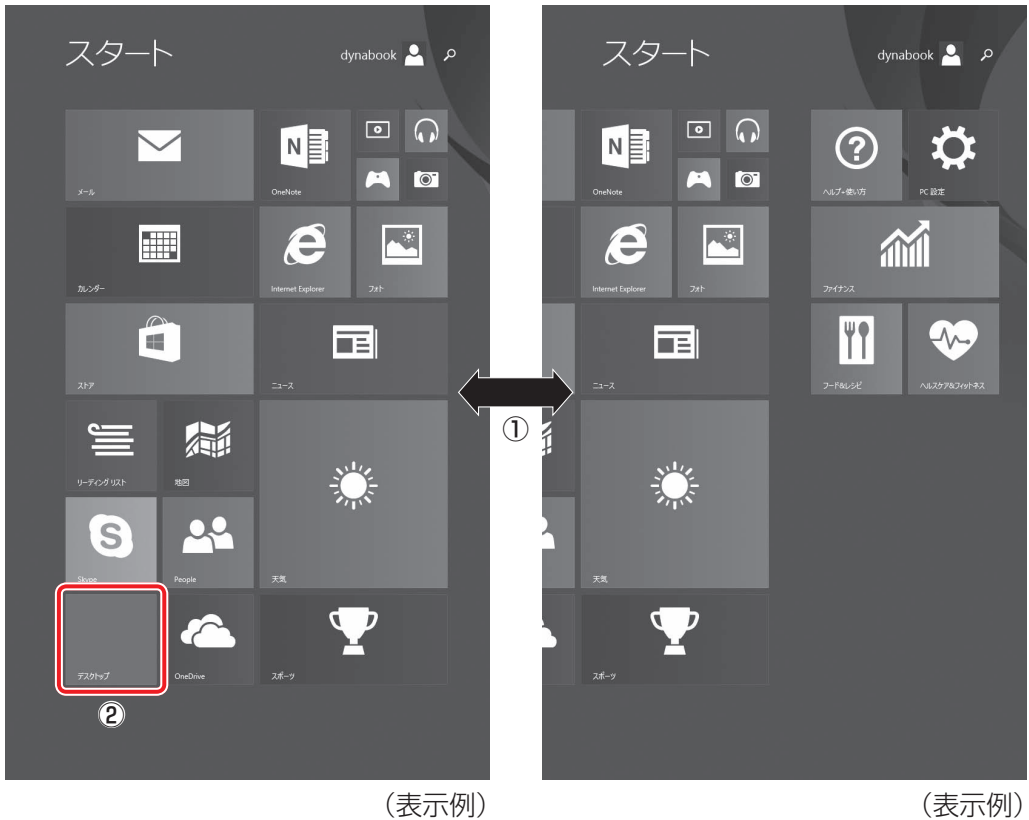 スタート
dynabook
メール
OneNote
カレンダー
Internet Explorer
フォト
ストア
ニュース
リーディング リスト
地図
Skype
People
天気
デスクトップ
OneDrive
スポーツ
②
(表示例)
①
スタート
dynabook
OneNote
ヘルプ+使い方
PC 設定
Internet Explorer
フォト
ファイナンス
ニュース
フード&レシピ
ヘルスケア&フィットネス
天気
スポーツ
(表示例)